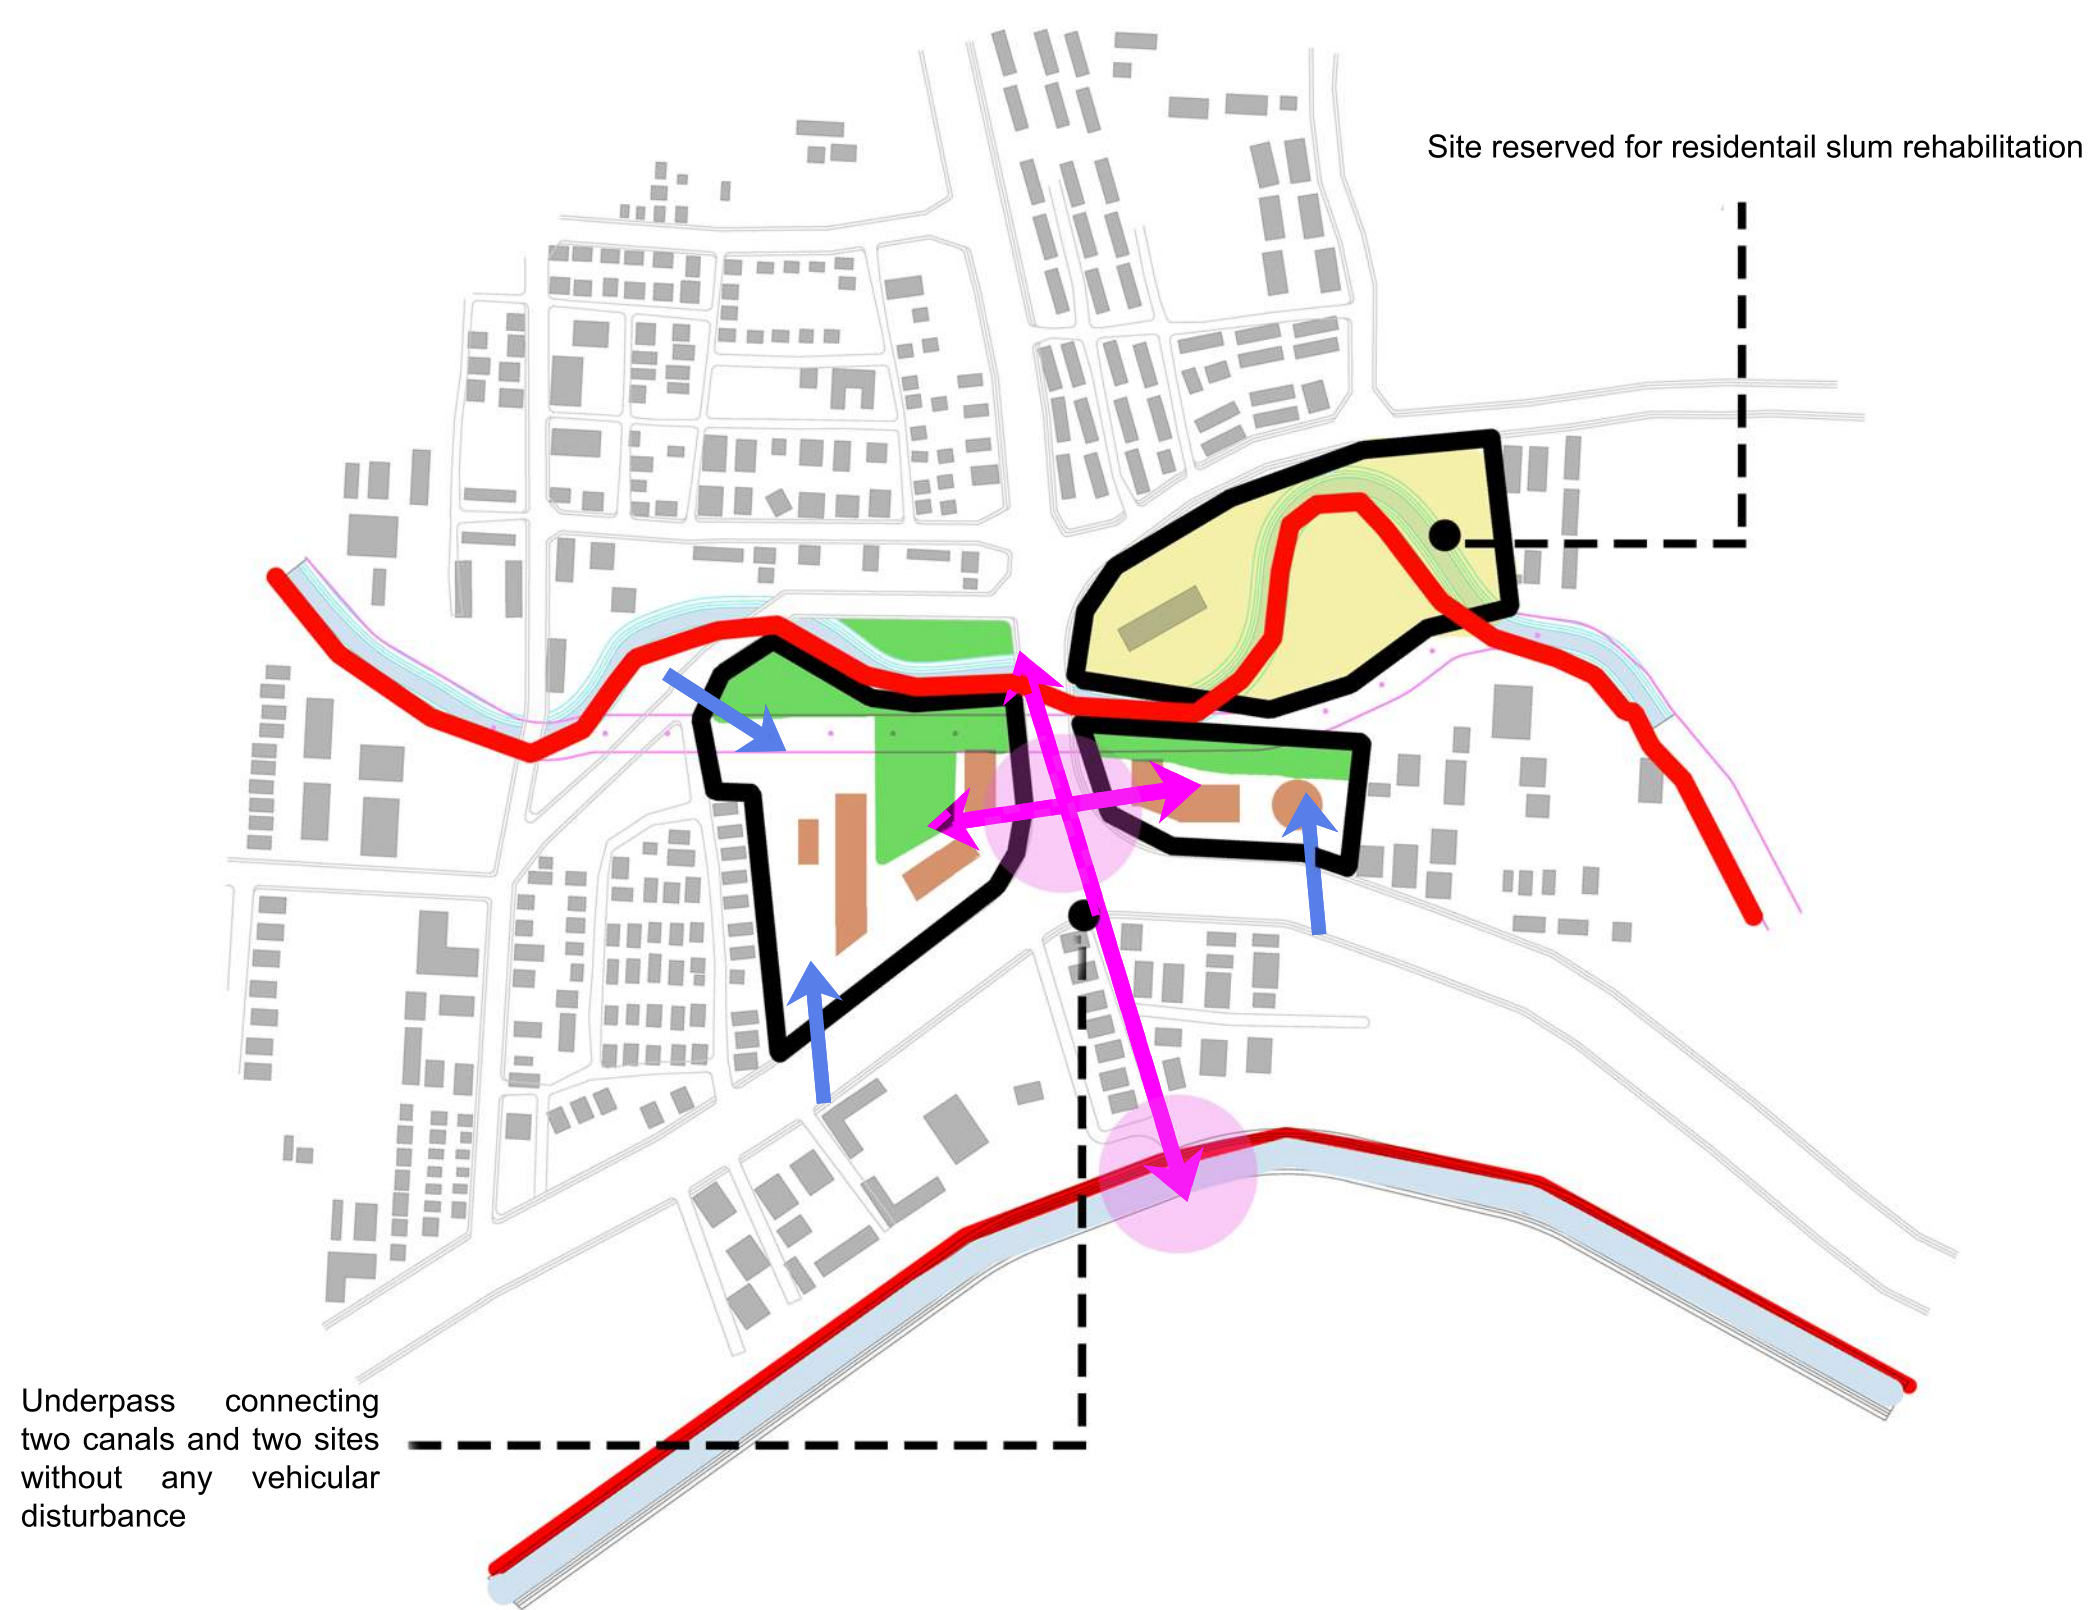 Site reserved for residentail slum rehabilitation
Underpass connecting
two canals and two sites
without any vehicular
disturbance